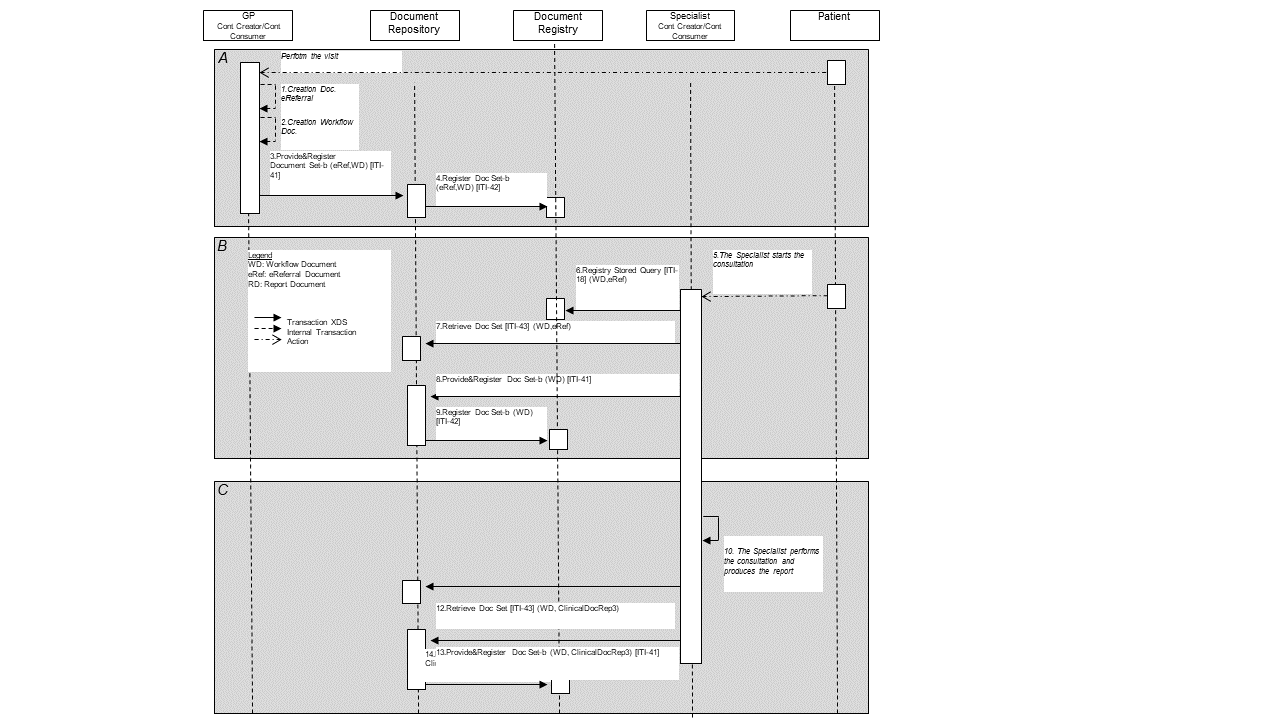 GP
Cont Creator/Cont
Consumer
Document
Repository
Document
Registry
Specialist
Cont Creator/Cont
Consumer
Patient
A
Perfotm the visit
1.Creation Doc.
eReferral
2.Creation Workflow
Doc.
3.Provide&Register
Document Set-b (eRef,WD) [ITI-
41]
4.Register Doc Set-b
(eRef,WD) [ITI-42]
B
Legend
WD: Workflow Document
eRef: eReferral Document
RD: Report Document
Transaction XDS
Internal Transaction
Action
5.The Specialist starts the
consultation
6.Registry Stored Query [ITI-
18] (WD,eRef)
7.Retrieve Doc Set [ITI-43] (WD,eRef)
8.Provide&Register Doc Set-b (WD) [ITI-41]
9.Register Doc Set-b (WD)
[ITI-42]
C
10. The Specialist performs
the consultation and
produces the report
12.Retrieve Doc Set [ITI-43] (WD, ClinicalDocRep3)
13.Provide&Register Doc Set-b (WD, ClinicalDocRep3) [ITI-41]
14.
Cli